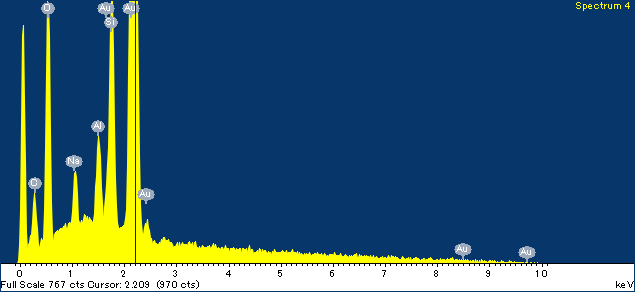 Spectrum 4
O Au Au
Si
Al
Na
C
Au
Au Au
0 1 2 3 4 5 6 7 8 9 10
Full Scale 767 cts Cursor: 2.209 (970 cts) keV